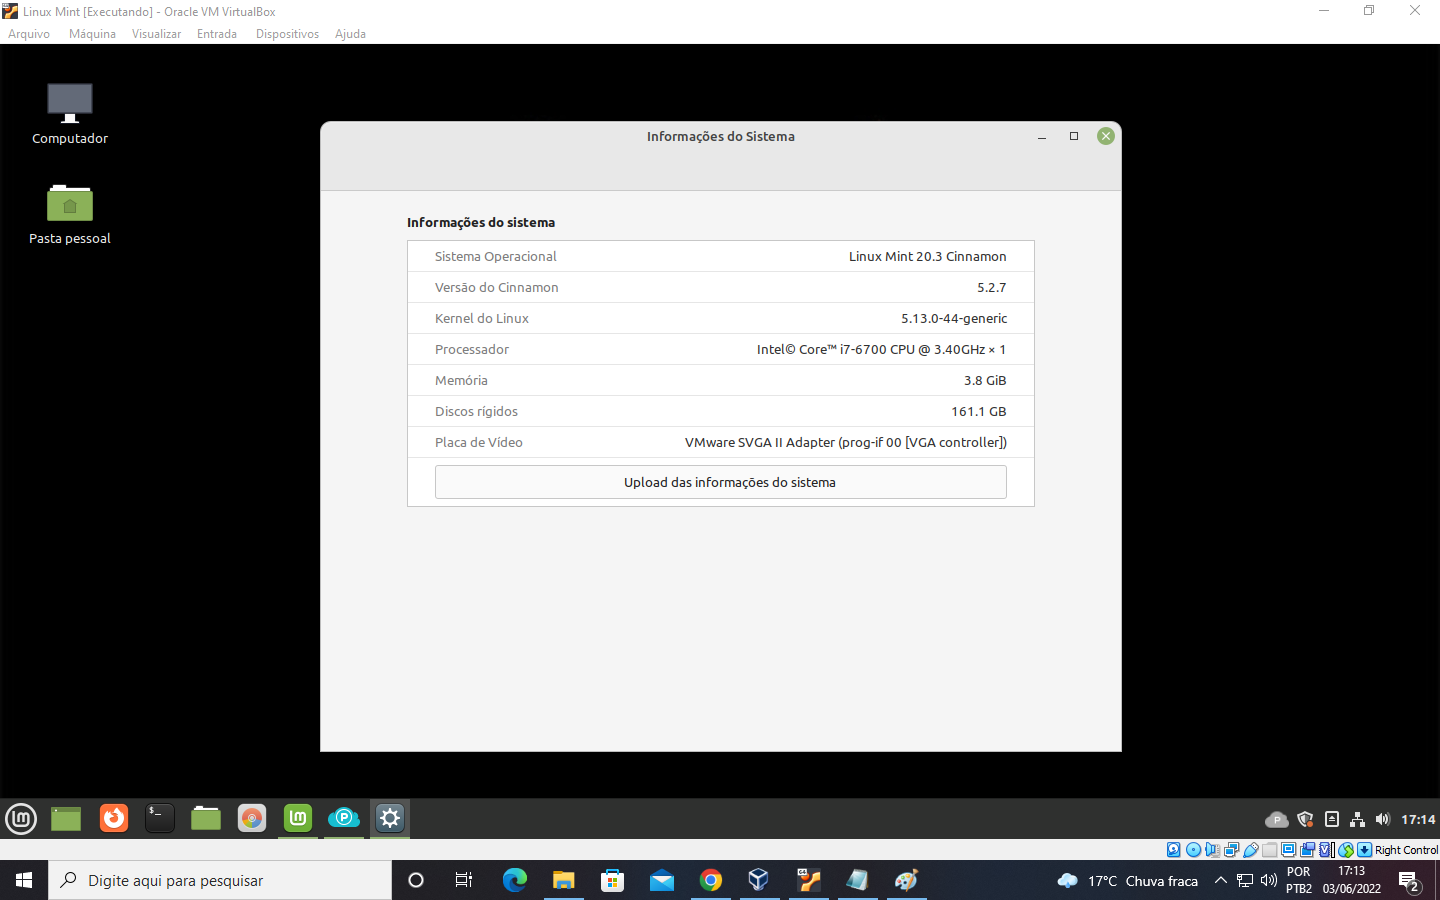 Linux Mint [Executando] - Oracle VM VirtualBox
Arquivo Máquina Visualizar Entrada Dispositivos Ajuda
Computador
Pasta pessoal
Informações do Sistema
Informações do sistema
Sistema Operacional Linux Mint 20.3 Cinnamon
Versão do Cinnamon 5.2.7
Kernel do Linux 5.13.0-44-generic
Processador Intel© Core™ i7-6700 CPU @ 3.40GHz × 1
Memória 3.8 GiB
Discos rígidos 161.1 GB
Placa de Vídeo VMware SVGA II Adapter (prog-if 00 [VGA controller])
Upload das informações do sistema
17:14
Right Control
Digite aqui para pesquisar
17°C Chuva fraca
POR
PTB2
17:13
03/06/2022
2